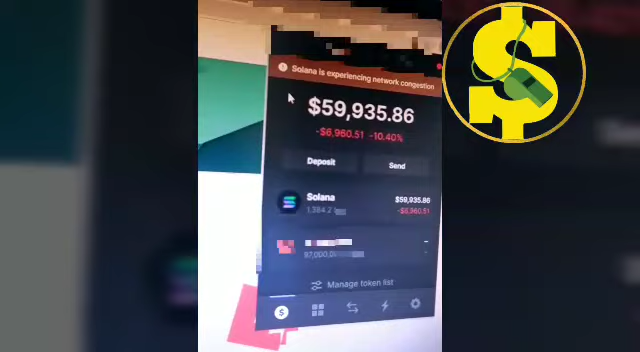 Solana is experiencing network congestion
$59,935.86
-$6,960.51 -10.40%
Deposit Send
Solana $59,935.86
-$6,960.51
Manage token list